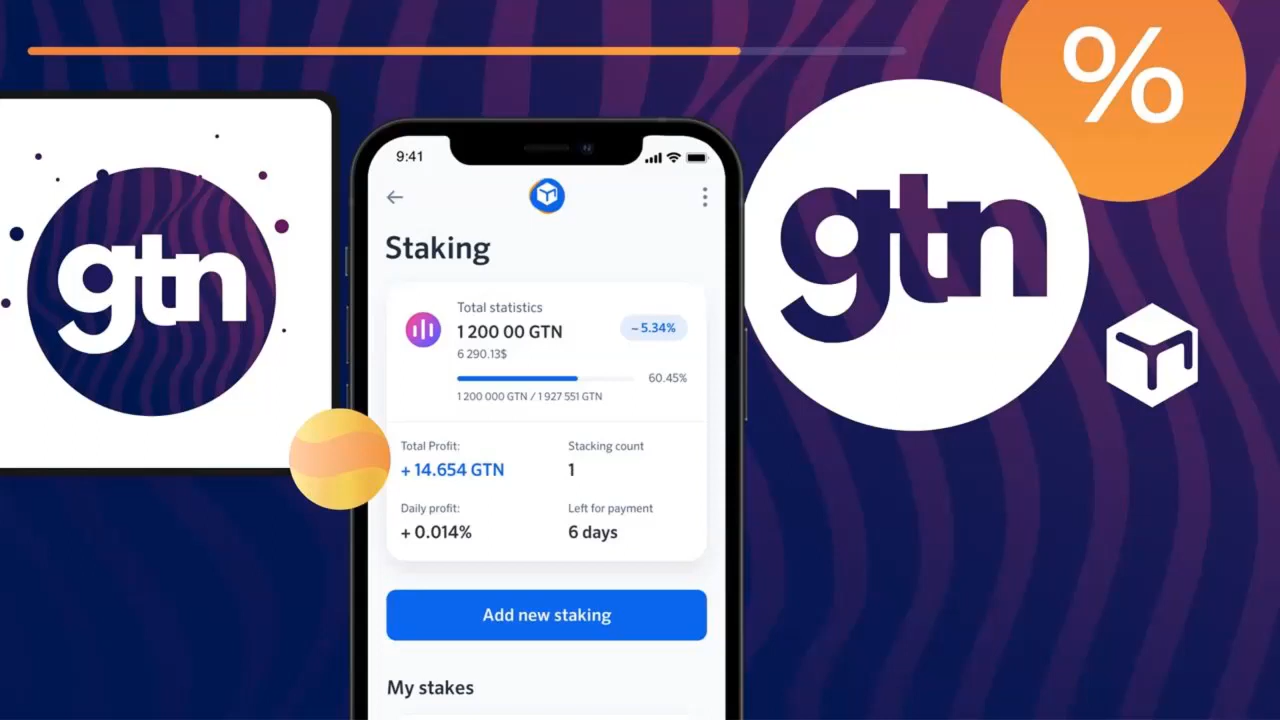 %
gtn
9:41
Staking
Total statistics
1 200 00 GTN
~ 5.34%
6 290.13$
60.45%
1 200 000 GTN / 1 927 551 GTN
Total Profit:
+ 14.654 GTN
Stacking count
1
Daily profit:
+ 0.014%
Left for payment
6 days
Add new staking
My stakes
gtn